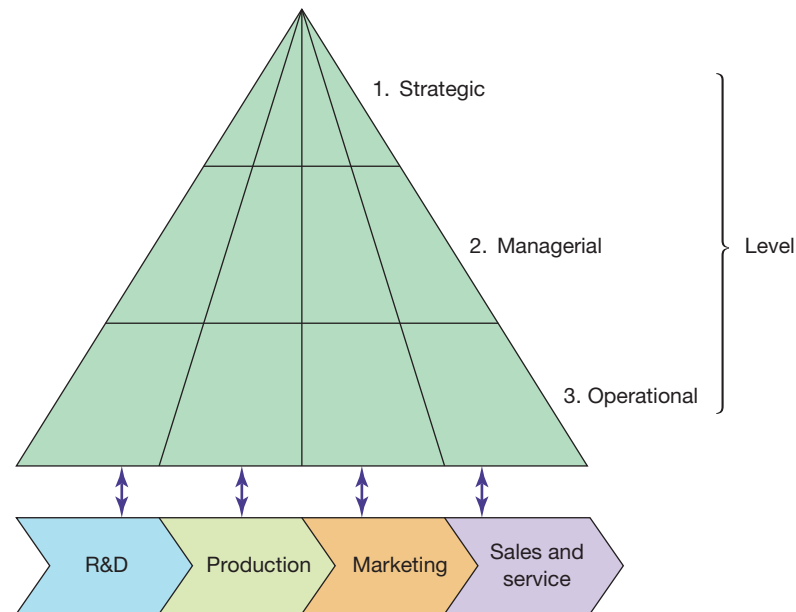 1. Strategic
2. Managerial
Level
3. Operational
R&D
Production
Marketing
Sales and
service